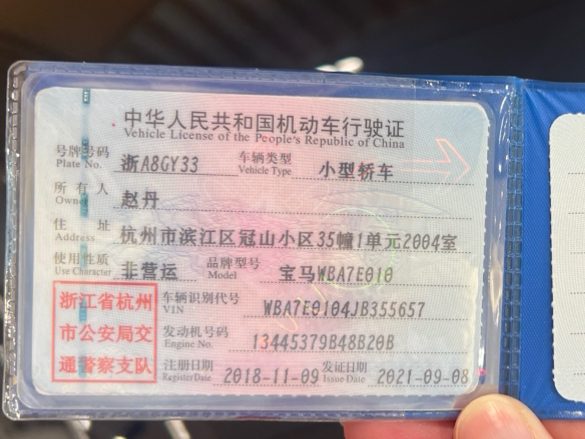 中华人民共和国机动车行驶证
Vehicle License of the People's Republic of China
号牌号码 浙A8GY33 车辆类型 小型轿车
Plate No. Vehicle Type
所有人 赵丹
Owner
住址 杭州市滨江区冠山小区35幢1单元2004室
Address
使用性质 非营运 品牌型号 宝马WBA7E010
Use Character Model
浙江省杭州
市公安局交
通警察支队
车辆识别代号 WBA7E0104JB355657
VIN
发动机号码 13445379B48B20B
Engine No.
注册日期 2018-11-09 发证日期 2021-09-08
Register Date Issue Date